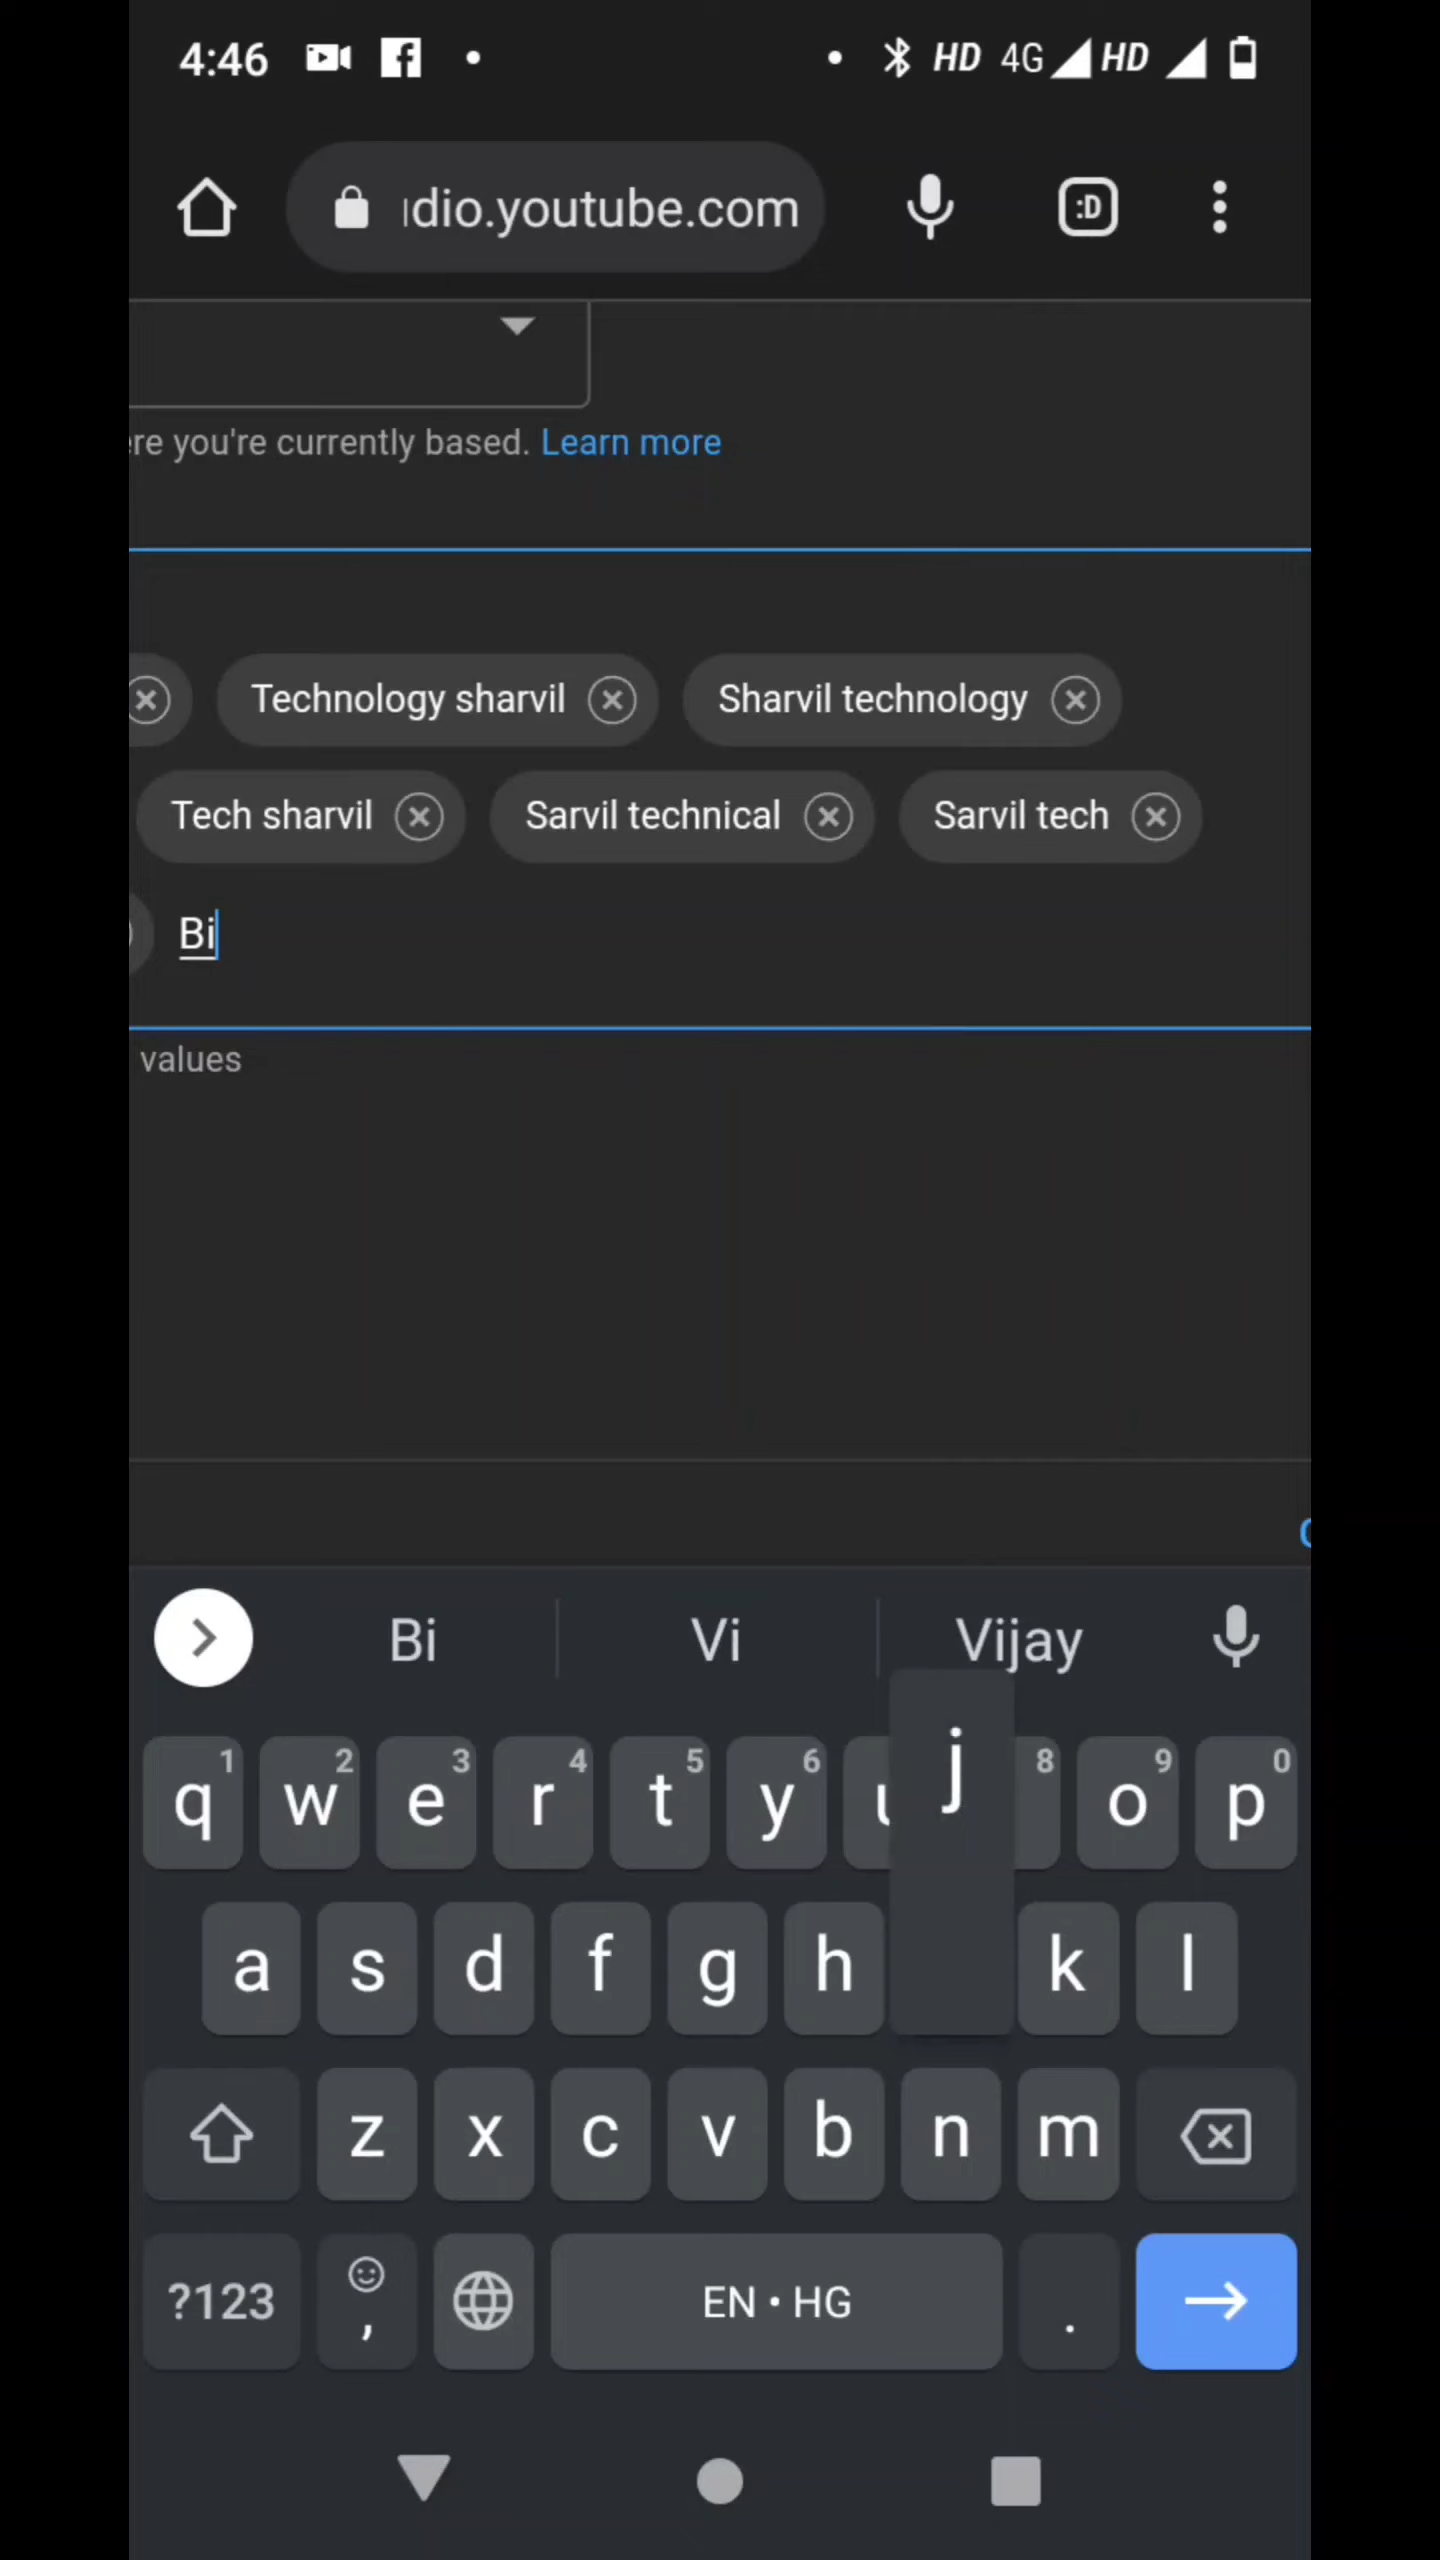 4:46 HD 4G HD
dio.youtube.com :D
re you're currently based. Learn more
Technology sharvil Sharvil technology
Tech sharvil Sarvil technical Sarvil tech
Bi
values
Bi Vi Vijay
1 2 3 4 5 6 8 9 0
q w e r t y u j o p
a s d f g h k l
z x c v b n m
?123 , EN • HG .